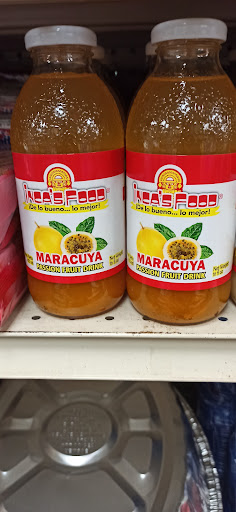 Inca's Food®
¡De lo bueno... lo mejor!
MARACUYA
PASSION FRUIT DRINK
Inca's Food®
¡De lo bueno... lo mejor!
MARACUYA
PASSION FRUIT DRINK